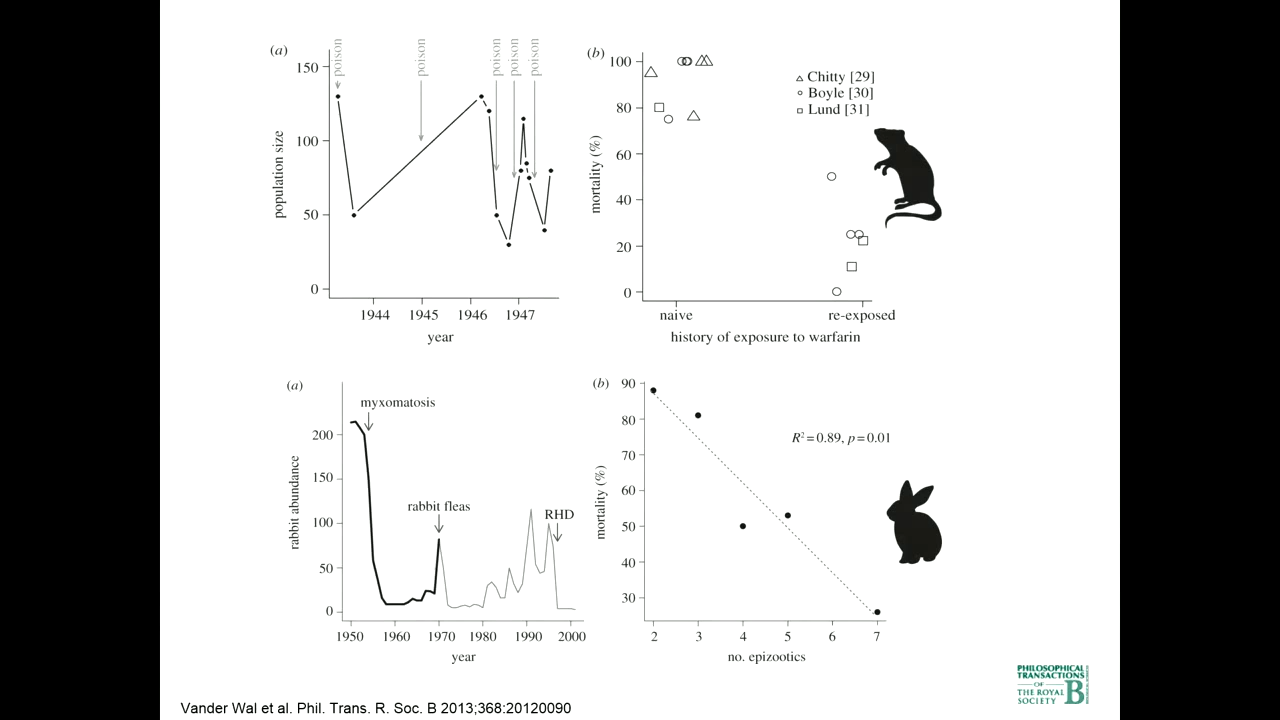 (a)
poison
poison
poison
poison
poison
150
100
50
0
population size
1944 1945 1946 1947
year
(b)
100
80
60
40
20
0
mortality (%)
Chitty [29]
Boyle [30]
Lund [31]
naive re-exposed
history of exposure to warfarin
(a)
myxomatosis
rabbit fleas
RHD
200
150
100
50
0
rabbit abundance
1950 1960 1970 1980 1990 2000
year
(b)
90
80
70
60
50
40
30
mortality (%)
R² = 0.89, p = 0.01
2 3 4 5 6 7
no. epizootics
PHILOSOPHICAL
TRANSACTIONS
OF
THE ROYAL
SOCIETY
B
Vander Wal et al. Phil. Trans. R. Soc. B 2013;368:20120090